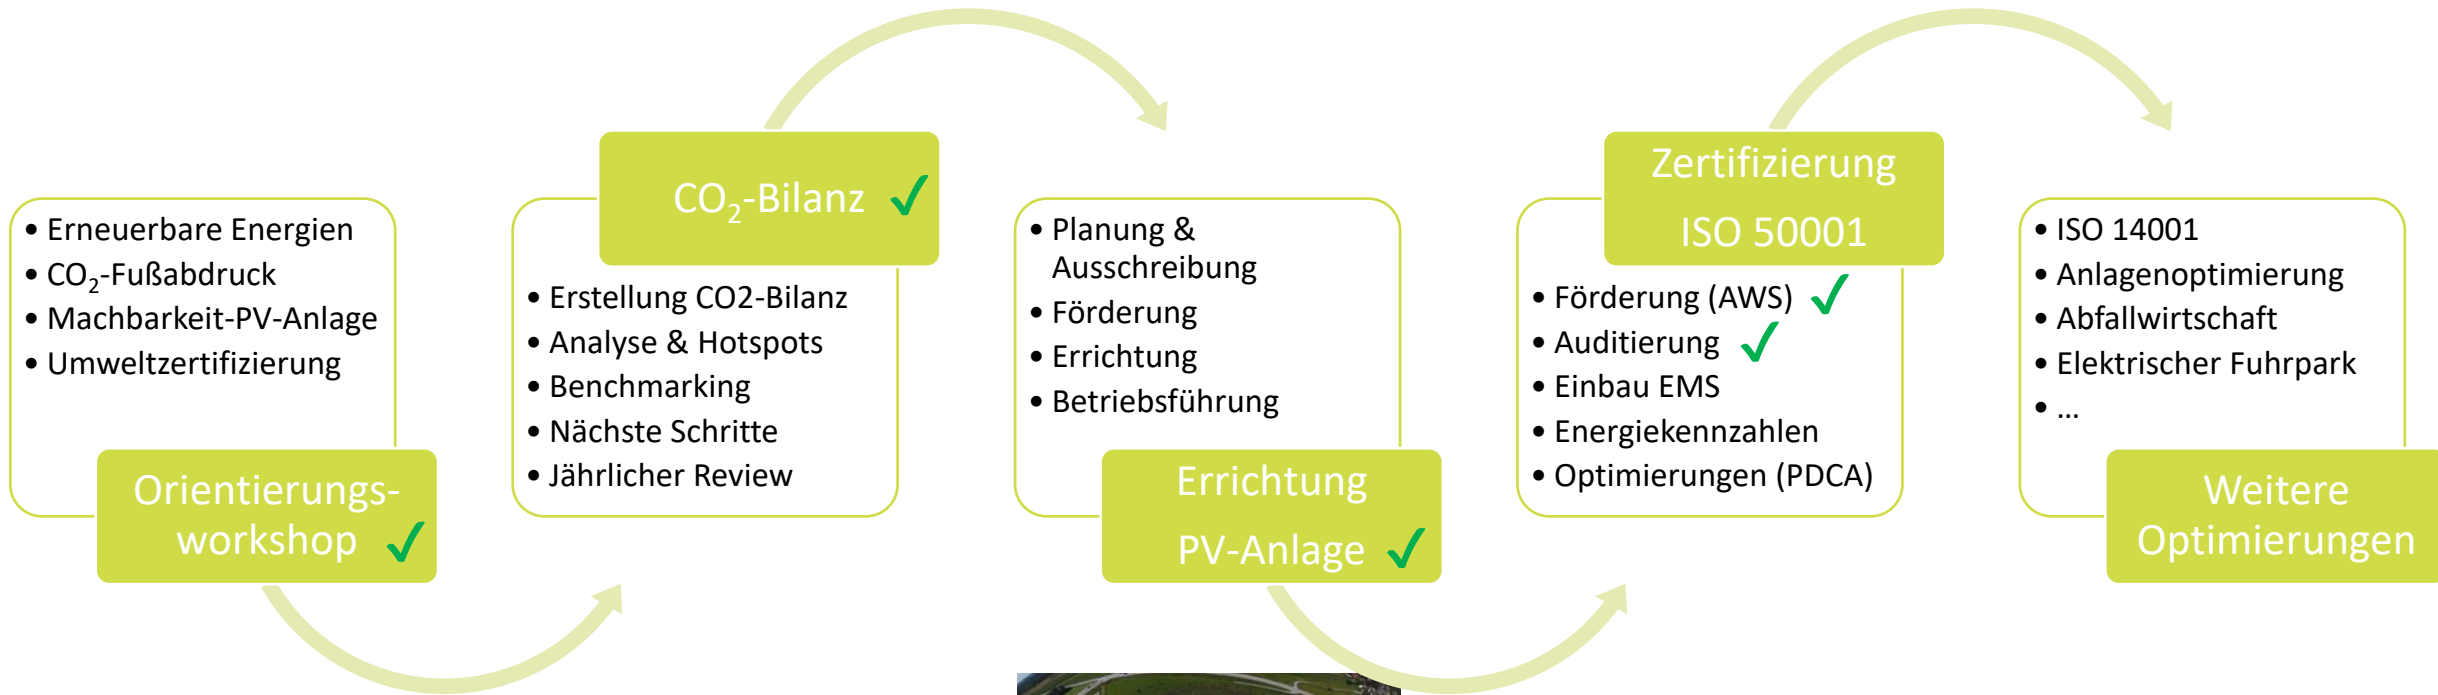 • Erneuerbare Energien
• CO₂-Fußabdruck
• Machbarkeit-PV-Anlage
• Umweltzertifizierung
Orientierungs-
workshop ✓
CO₂-Bilanz ✓
• Erstellung CO2-Bilanz
• Analyse & Hotspots
• Benchmarking
• Nächste Schritte
• Jährlicher Review
• Planung &
Ausschreibung
• Förderung
• Errichtung
• Betriebsführung
Errichtung
PV-Anlage ✓
Zertifizierung
ISO 50001
• Förderung (AWS) ✓
• Auditierung ✓
• Einbau EMS
• Energiekennzahlen
• Optimierungen (PDCA)
• ISO 14001
• Anlagenoptimierung
• Abfallwirtschaft
• Elektrischer Fuhrpark
• ...
Weitere
Optimierungen